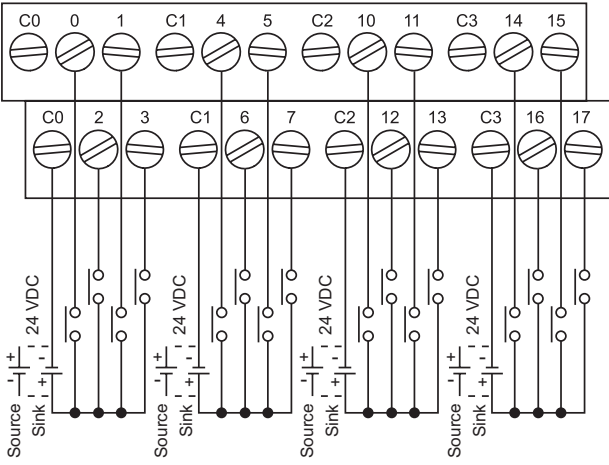 C0 0 1 C1 4 5 C2 10 11 C3 14 15
C0 2 3 C1 6 7 C2 12 13 C3 16 17
24 VDC 24 VDC 24 VDC 24 VDC
+ - + - + - + -
- + - + - + - +
Source Sink Source Sink Source Sink Source Sink